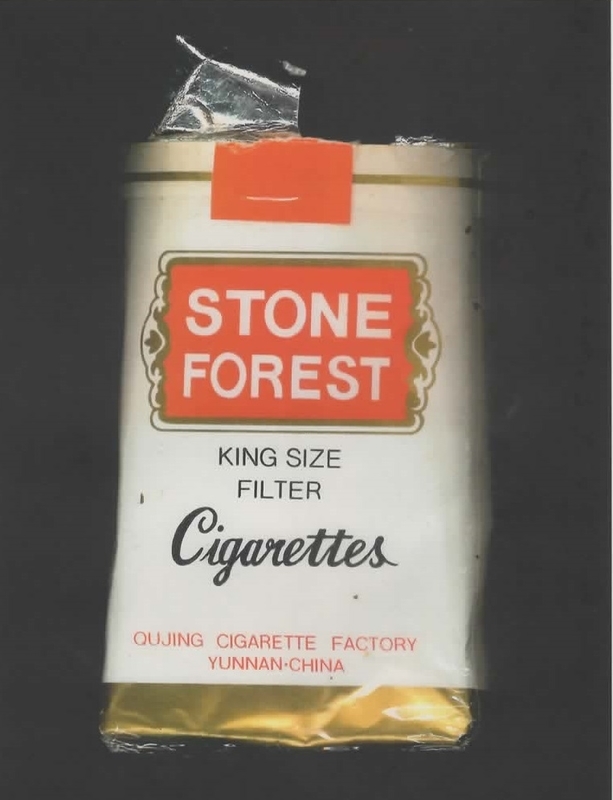 STONE
FOREST
KING SIZE
FILTER
Cigarettes
QUJING CIGARETTE FACTORY
YUNNAN·CHINA